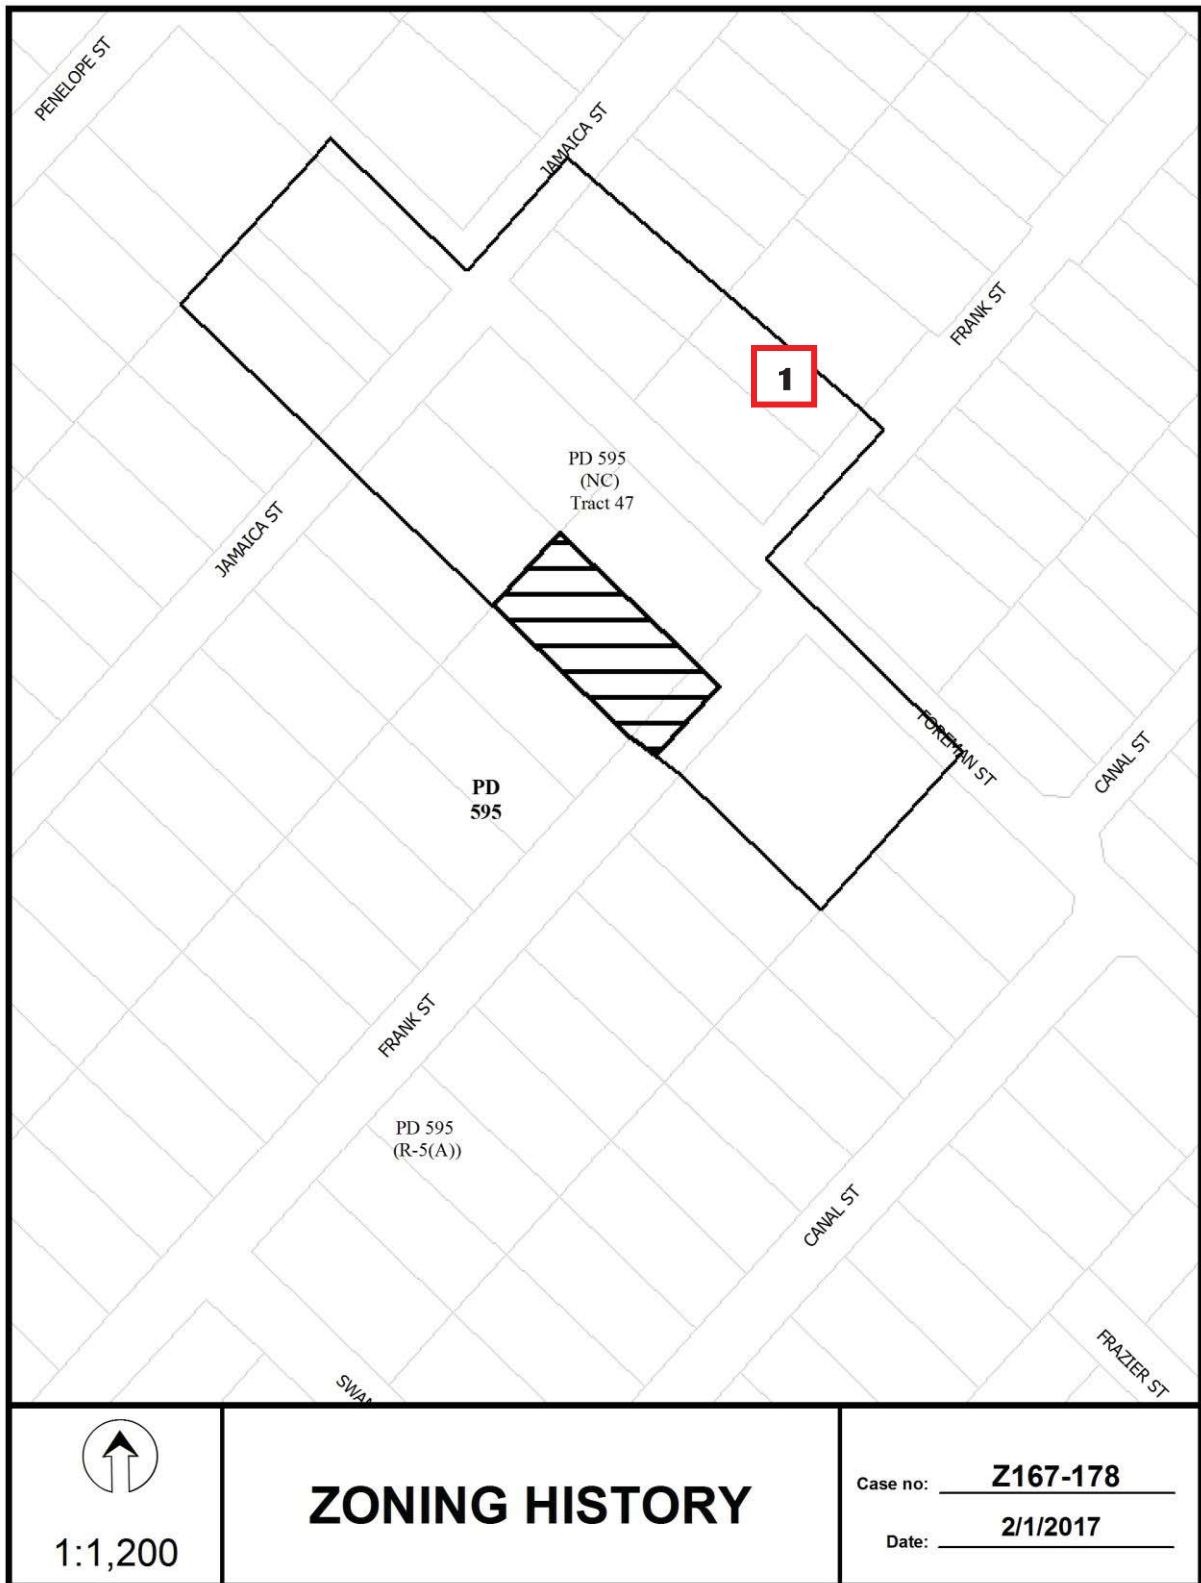 PENELOPE ST
JAMAICA ST
FRANK ST
1
PD 595
(NC)
Tract 47
JAMAICA ST
FOREMAN ST
CANAL ST
PD
595
FRANK ST
PD 595
(R-5(A))
CANAL ST
FRAZIER ST
1:1,200
ZONING HISTORY
Case no: Z167-178
Date: 2/1/2017